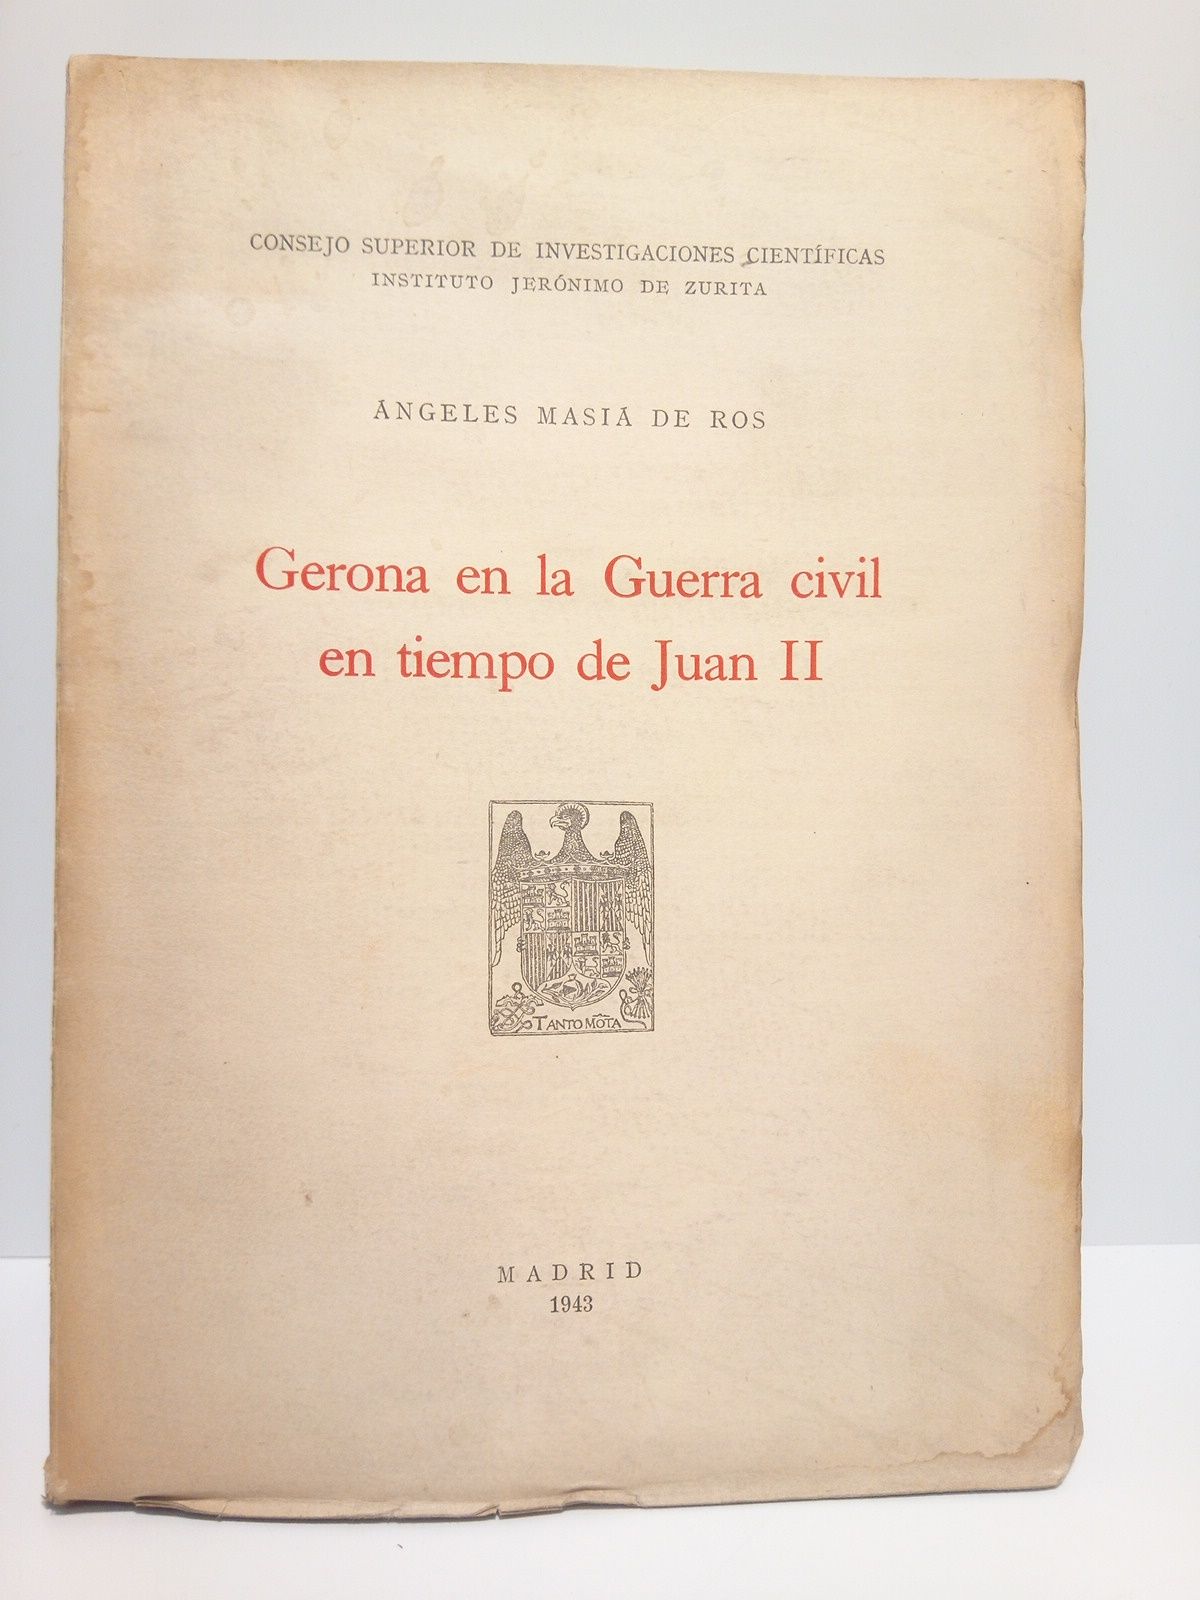 CONSEJO SUPERIOR DE INVESTIGACIONES CIENTÍFICAS
INSTITUTO JERÓNIMO DE ZURITA
ÁNGELES MASIÁ DE ROS
Gerona en la Guerra civil
en tiempo de Juan II
TANTO MÕTA
MADRID
1943